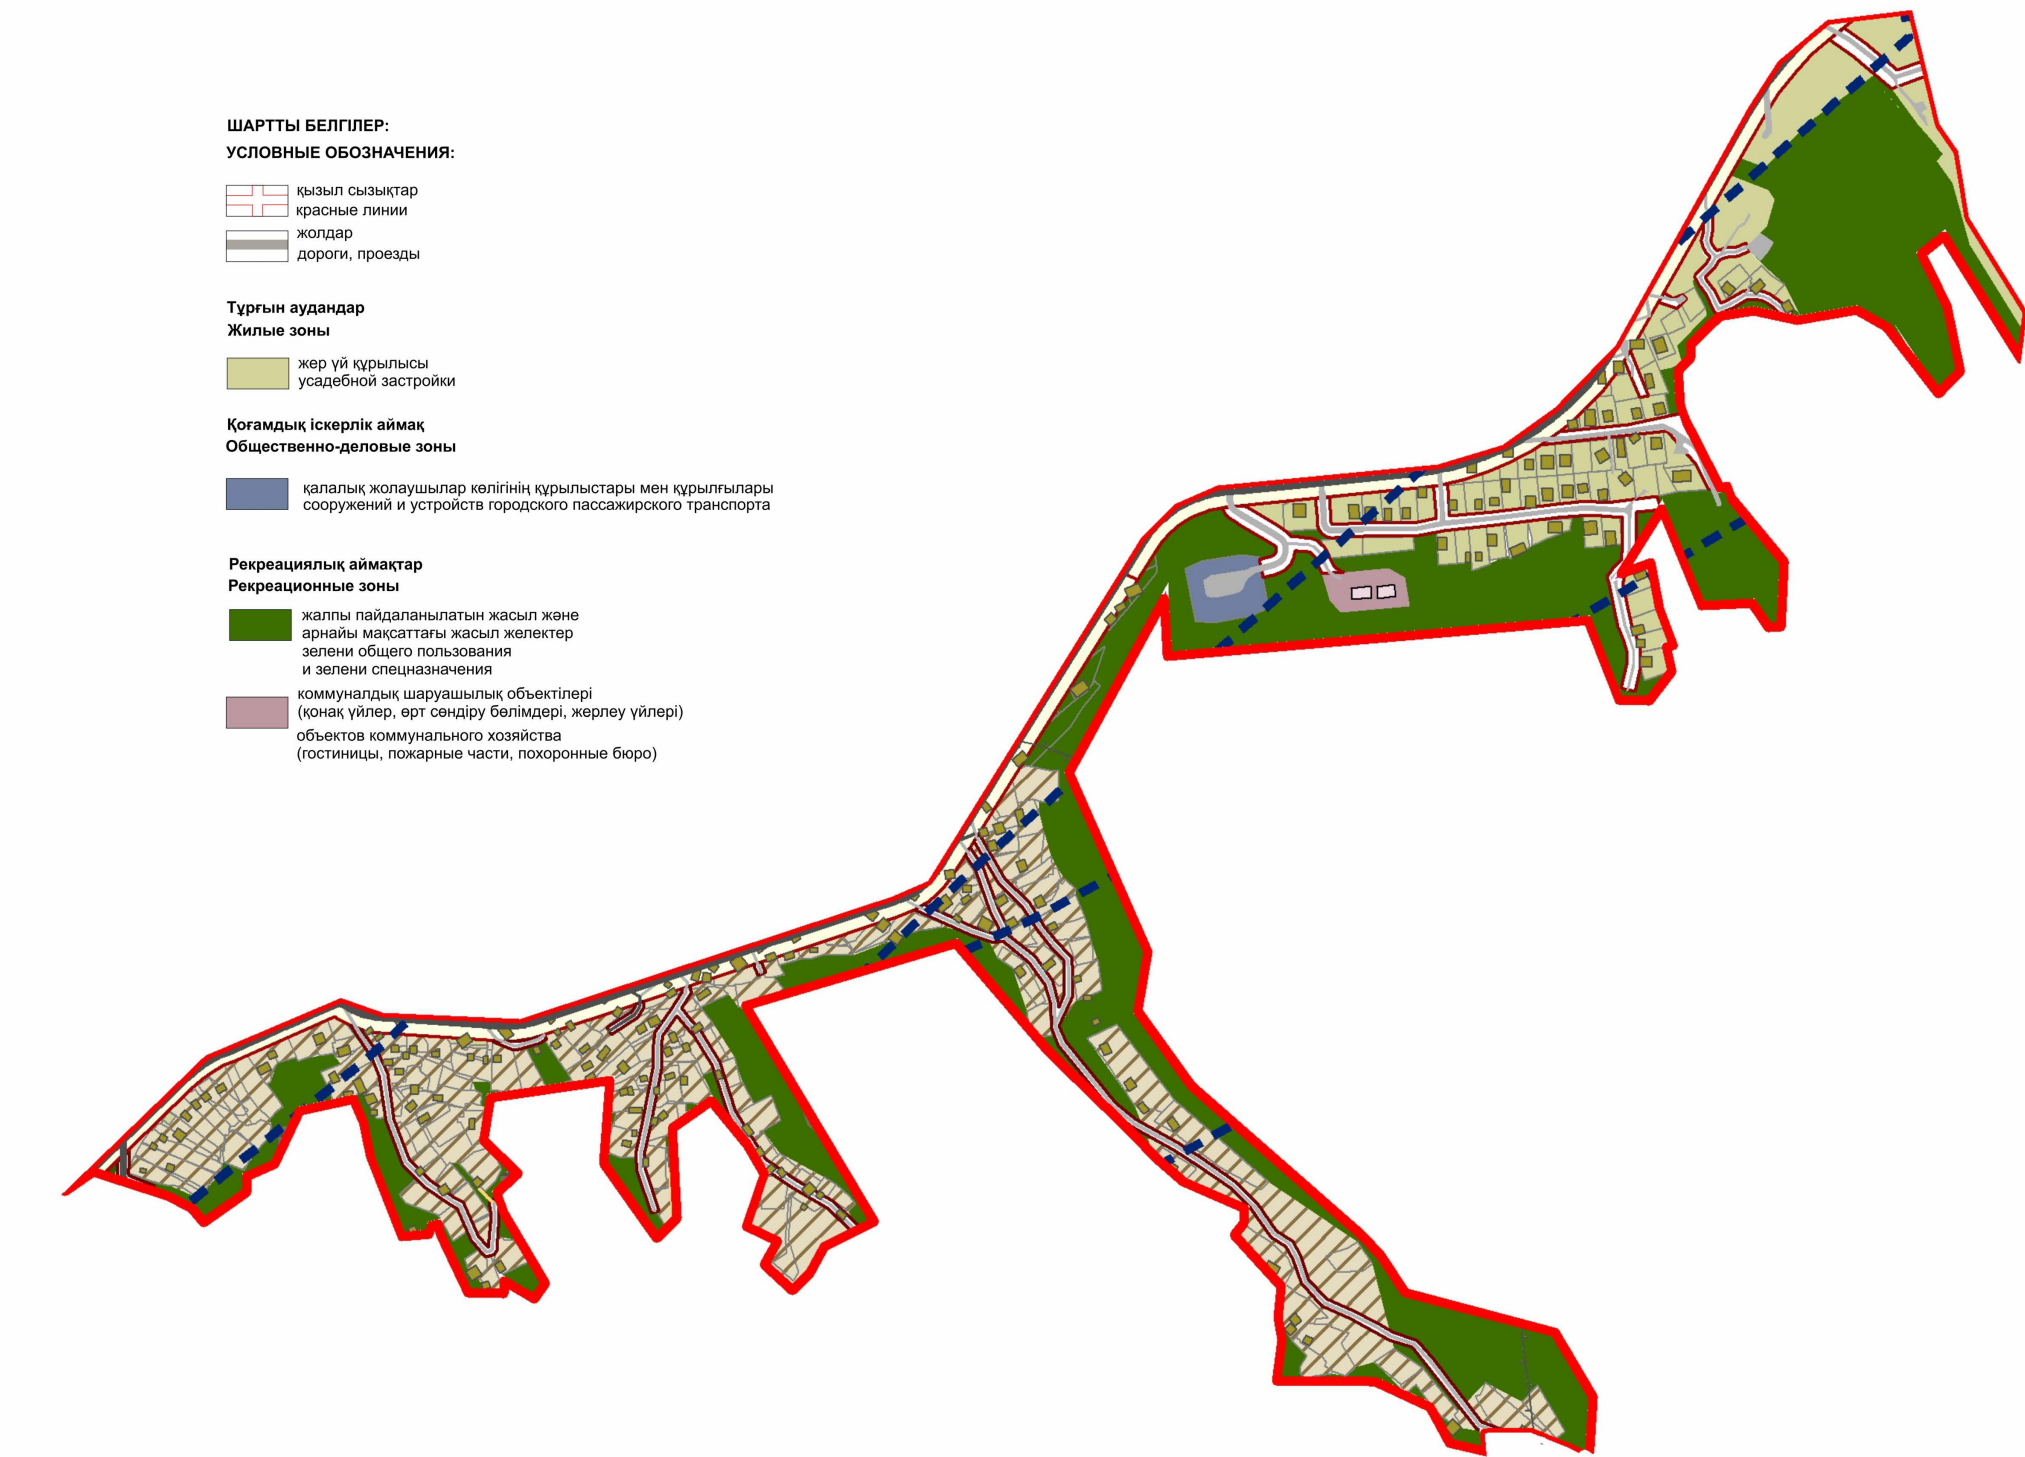 ШАРТТЫ БЕЛГІЛЕР:
УСЛОВНЫЕ ОБОЗНАЧЕНИЯ:
қызыл сызықтар
красные линии
жолдар
дороги, проезды
Тұрғын аудандар
Жилые зоны
жер үй құрылысы
усадебной застройки
Қоғамдық іскерлік аймақ
Общественно-деловые зоны
қалалық жолаушылар көлігінің құрылыстары мен құрылғылары
сооружений и устройств городского пассажирского транспорта
Рекреациялық аймақтар
Рекреационные зоны
жалпы пайдаланылатын жасыл және
арнайы мақсаттағы жасыл желектер
зелени общего пользования
и зелени спецназначения
коммуналдық шаруашылық объектілері
(қонақ үйлер, өрт сөндіру бөлімдері, жерлеу үйлері)
объектов коммунального хозяйства
(гостиницы, пожарные части, похоронные бюро)